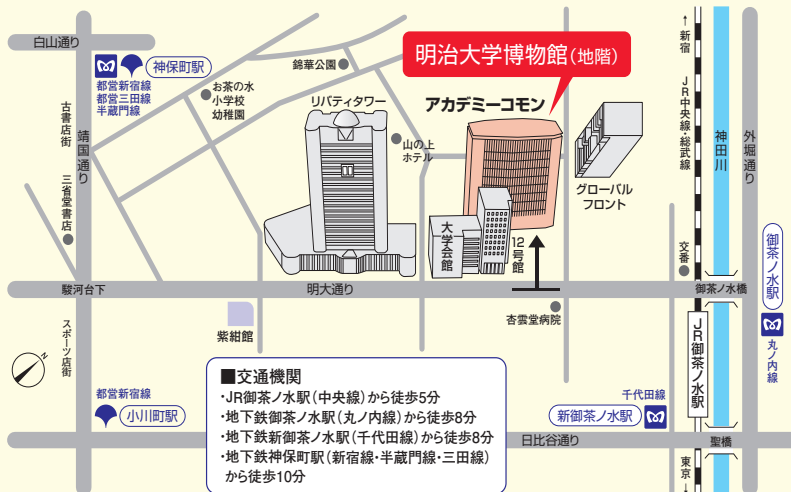 白山通り
神保町駅
都営新宿線
都営三田線
半蔵門線
古書店街
靖国通り
三省堂書店
駿河台下
スポーツ店街
N
都営新宿線
小川町駅
お茶の水
小学校
幼稚園
錦華公園
リバティタワー
山の上
ホテル
明治大学博物館(地階)
アカデミーコモン
グローバル
フロント
大学会館
12号館
明大通り
紫紺館
杏雲堂病院
交番
↑新宿
JR中央線・総武線
神田川
外堀通り
御茶ノ水橋
御茶ノ水駅
丸ノ内線
JR御茶ノ水駅
千代田線
新御茶ノ水駅
日比谷通り
聖橋
東京↓
■交通機関
・JR御茶ノ水駅(中央線)から徒歩5分
・地下鉄御茶ノ水駅(丸ノ内線)から徒歩8分
・地下鉄新御茶ノ水駅(千代田線)から徒歩8分
・地下鉄神保町駅(新宿線・半蔵門線・三田線)
から徒歩10分